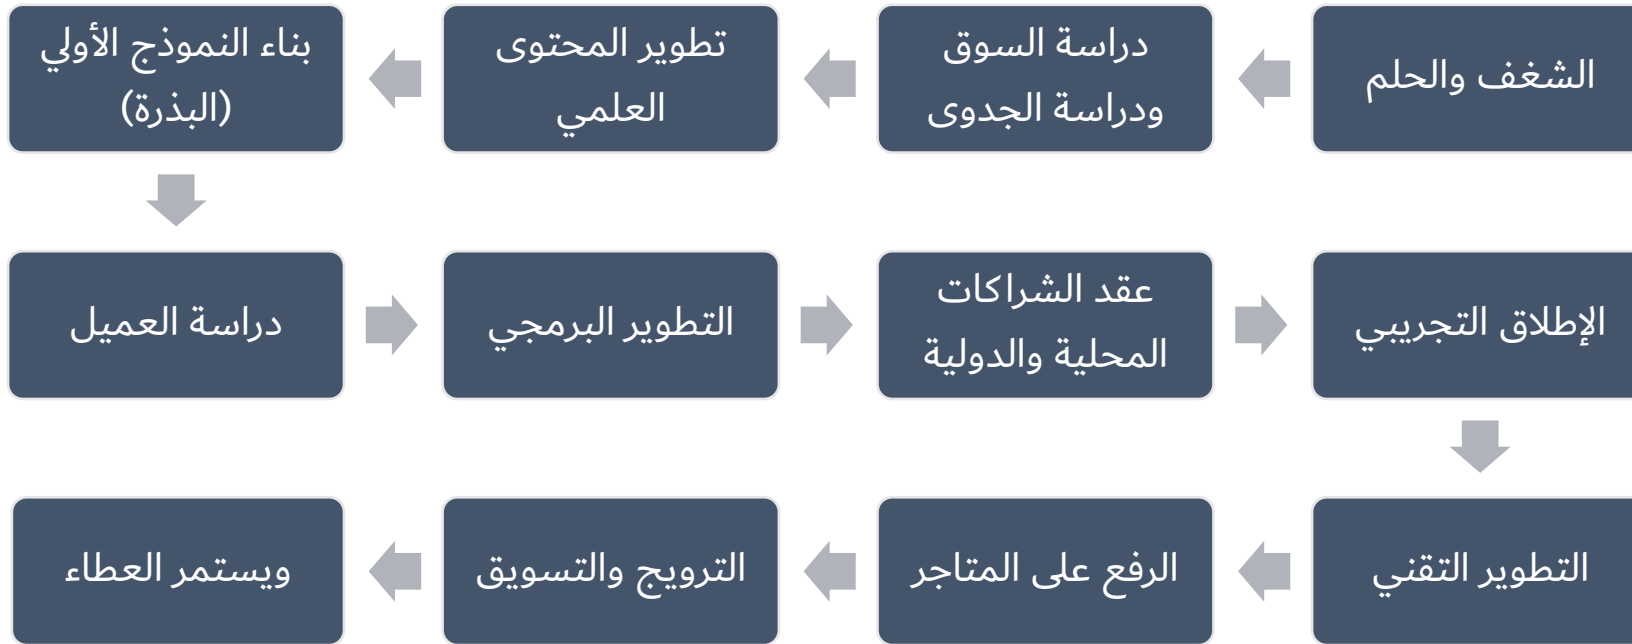 الشغف والحلم
دراسة السوق
ودراسة الجدوى
تطوير المحتوى
العلمي
بناء النموذج الأولي
(البذرة)
دراسة العميل
التطوير البرمجي
عقد الشراكات
المحلية والدولية
الإطلاق التجريبي
التطوير التقني
الرفع على المتاجر
الترويج والتسويق
ويستمر العطاء